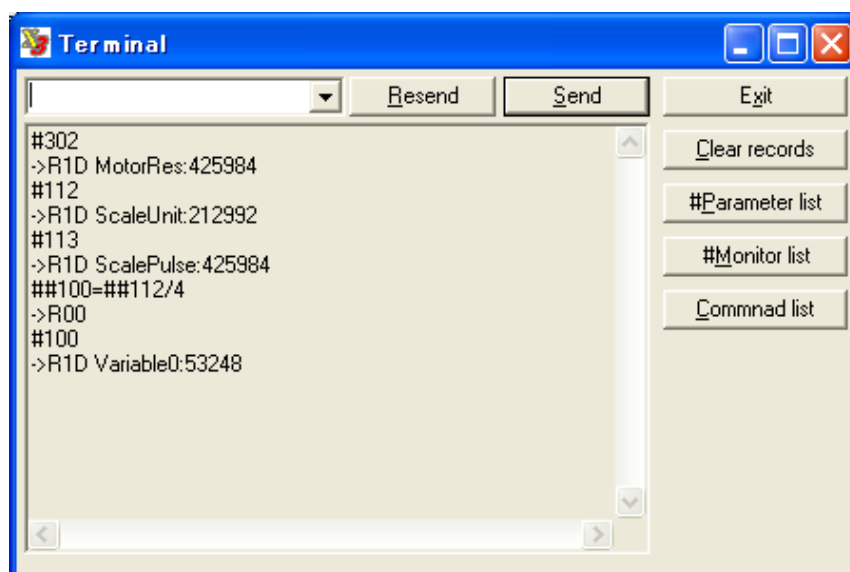 Terminal
Resend Send Exit
#302
->R1D MotorRes:425984
#112
->R1D ScaleUnit:212992
#113
->R1D ScalePulse:425984
##100=##112/4
->R00
#100
->R1D Variable0:53248
Clear records
#Parameter list
#Monitor list
Commnad list